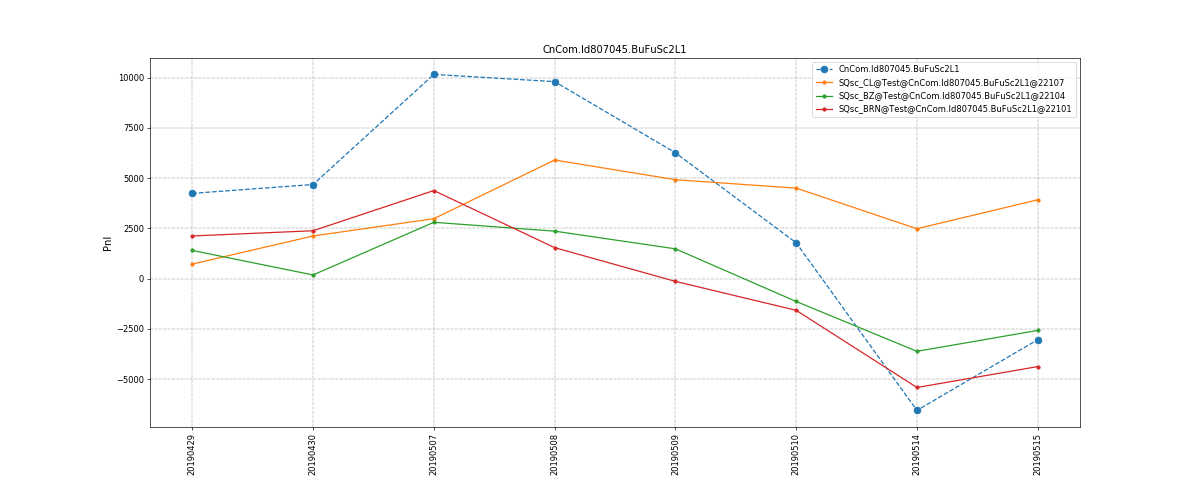 CnCom.Id807045.BuFuSc2L1
CnCom.Id807045.BuFuSc2L1
SQsc_CL@Test@CnCom.Id807045.BuFuSc2L1@22107
SQsc_BZ@Test@CnCom.Id807045.BuFuSc2L1@22104
SQsc_BRN@Test@CnCom.Id807045.BuFuSc2L1@22101
10000
7500
5000
2500
0
−2500
−5000
Pnl
20190429
20190430
20190507
20190508
20190509
20190510
20190514
20190515